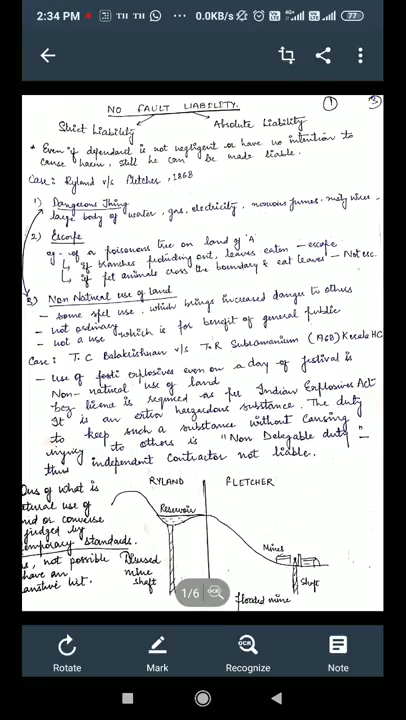 2:34 PM
0.0KB/s
77
NO FAULT LIABILITY.
1
3
Strict Liability
Absolute Liability
* Even if dependant is not negligent or have no intention to
cause harm, still he can be made liable.
Case: Ryland v/s Fletcher, 1868
1) Dangerous Thing
- large body of water, gas, electricity, noxious fumes,
2) Escape
eg - of a poisonous tree on land of 'A'
if branches protruding out, leaves eaten - escape
if pet animals cross the boundary & eat leaves - Not esc.
3) Non Natural use of land
- some spcl use, which brings increased danger to others
- not ordinary
- not a use which is for benefit of general public
Case: T.C Balakrishnan v/s T.R Subramanium (1968) Kerala HC
- Use of explosives even on a day of festival is
Non-natural use of land
licence is required as per Indian Explosives Act
It is an hazardous substance. The duty
to keep such a substance without causing
injury to others is "Non Delegable duty" -
thus independent Contractor not liable.
of what is
use of
or converse
judged by
standards.
not possible
have an
list.
RYLAND
FLETCHER
Reservoir
Disused
mine
shaft
Mines
Shaft
flooded mine
1/6
OCR
Rotate
Mark
Recognize
Note